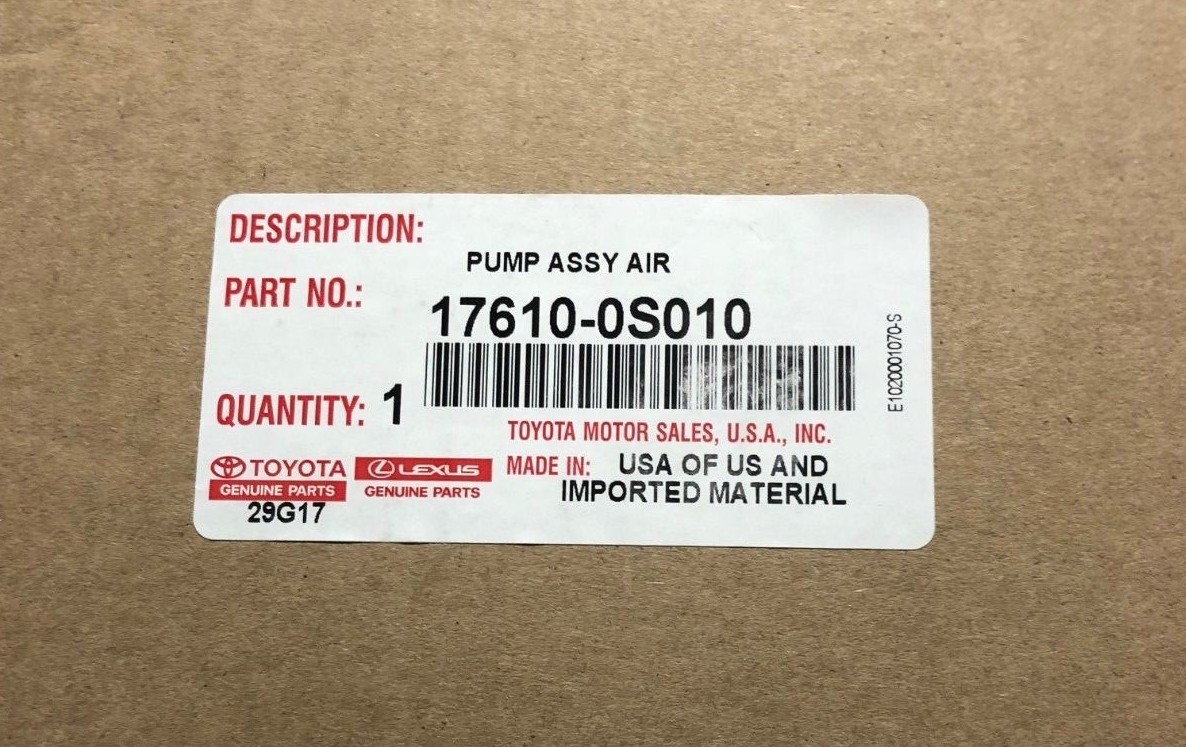 DESCRIPTION:
PUMP ASSY AIR
PART NO.:
17610-0S010
QUANTITY: 1
E1020001070-S
TOYOTA MOTOR SALES, U.S.A., INC.
TOYOTA
GENUINE PARTS
LEXUS
GENUINE PARTS
MADE IN: USA OF US AND
IMPORTED MATERIAL
29G17